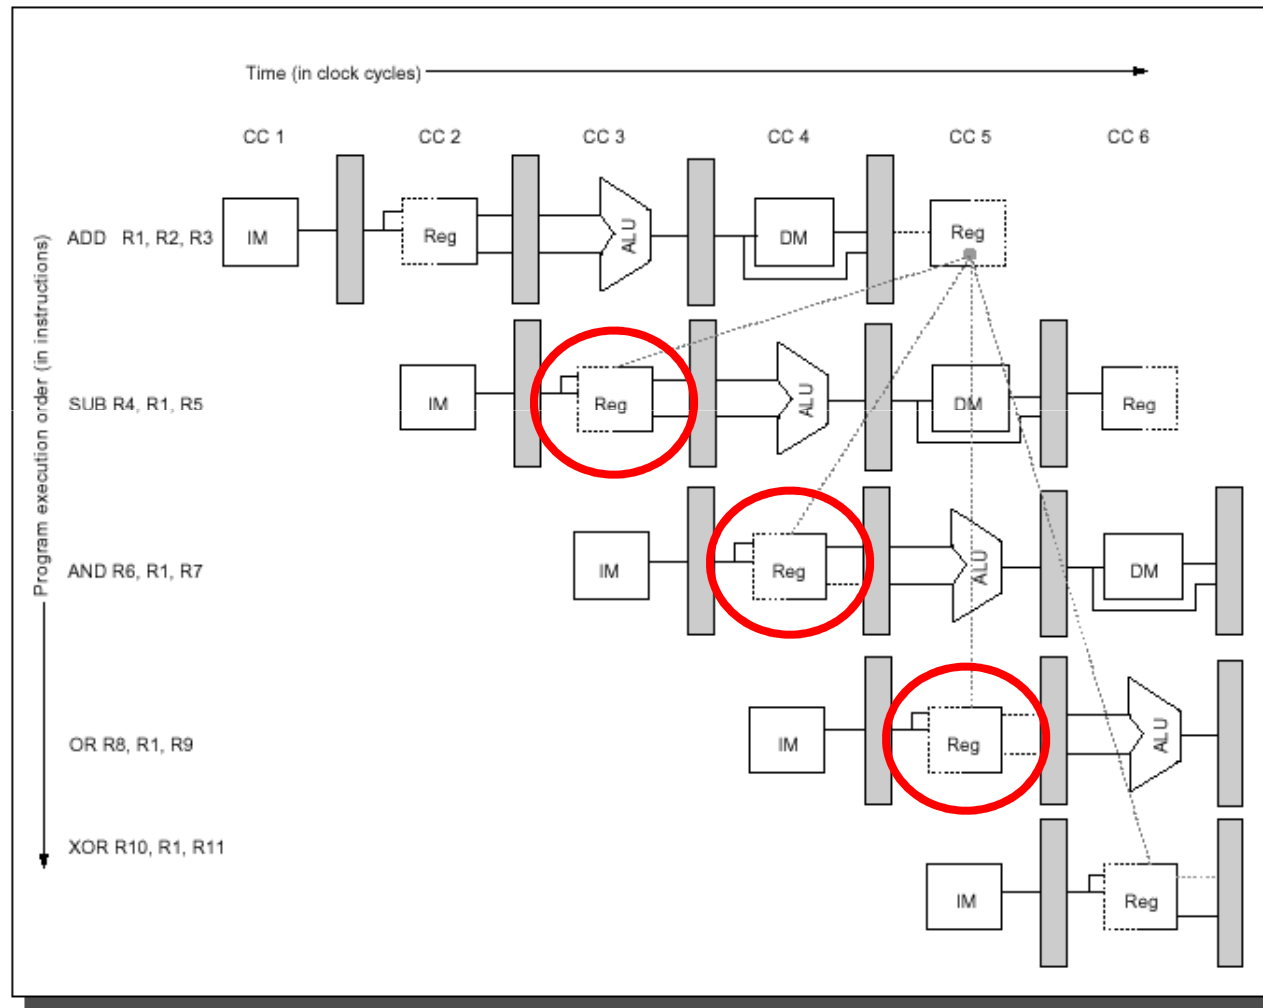 Time (in clock cycles)
CC 1 CC 2 CC 3 CC 4 CC 5 CC 6
Program execution order (in instructions)
ADD R1, R2, R3 IM Reg ALU DM Reg
SUB R4, R1, R5 IM Reg ALU DM Reg
AND R6, R1, R7 IM Reg ALU DM
OR R8, R1, R9 IM Reg ALU
XOR R10, R1, R11
IM Reg